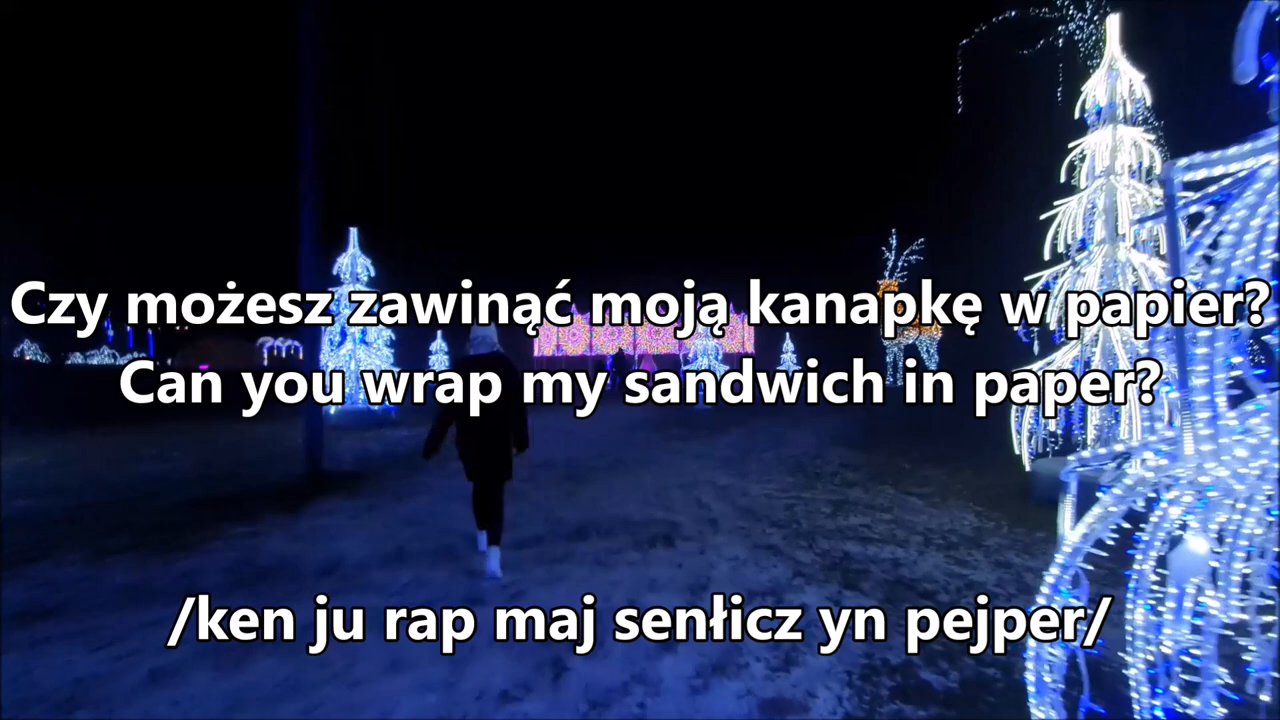 Czy możesz zawinąć moją kanapkę w papier?
Can you wrap my sandwich in paper?
/ken ju rap maj senłicz yn pejper/